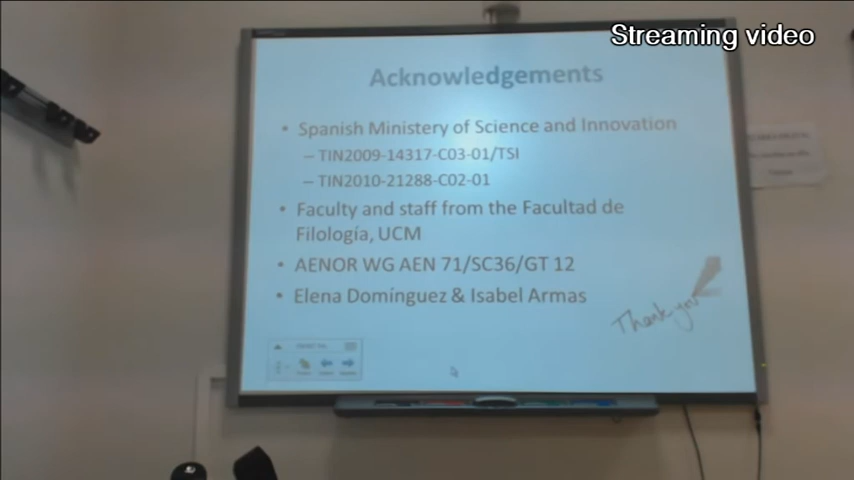 Streaming video
Acknowledgements
• Spanish Ministery of Science and Innovation
– TIN2009-14317-C03-01/TSI
– TIN2010-21288-C02-01
• Faculty and staff from the Facultad de
Filología, UCM
• AENOR WG AEN 71/SC36/GT 12
• Elena Domínguez & Isabel Armas
Thank you